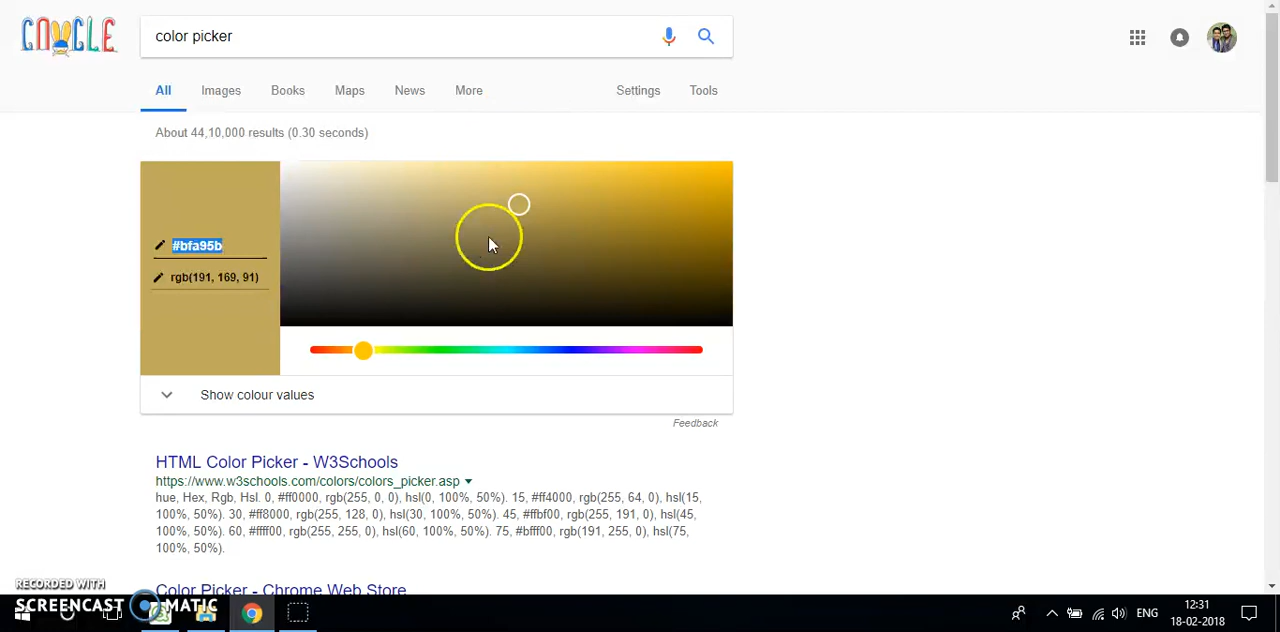 color picker
All Images Books Maps News More Settings Tools
About 44,10,000 results (0.30 seconds)
#bfa95b
rgb(191, 169, 91)
Show colour values
Feedback
HTML Color Picker - W3Schools
https://www.w3schools.com/colors/colors_picker.asp
hue, Hex, Rgb, Hsl. 0, #ff0000, rgb(255, 0, 0), hsl(0, 100%, 50%). 15, #ff4000, rgb(255, 64, 0), hsl(15,
100%, 50%). 30, #ff8000, rgb(255, 128, 0), hsl(30, 100%, 50%). 45, #ffbf00, rgb(255, 191, 0), hsl(45,
100%, 50%). 60, #ffff00, rgb(255, 255, 0), hsl(60, 100%, 50%). 75, #bfff00, rgb(191, 255, 0), hsl(75,
100%, 50%).
Color Picker - Chrome Web Store
RECORDED WITH
SCREENCAST MATIC
ENG
12:31
18-02-2018